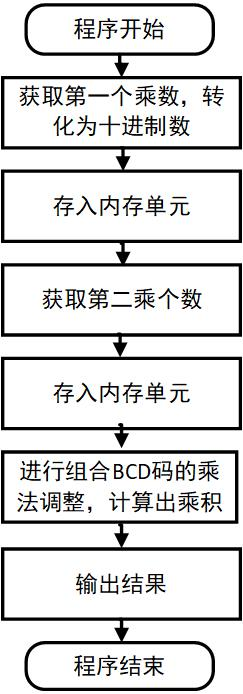 程序开始
获取第一个乘数，转
化为十进制数
存入内存单元
获取第二乘个数
存入内存单元
进行组合BCD码的乘
法调整，计算出乘积
输出结果
程序结束